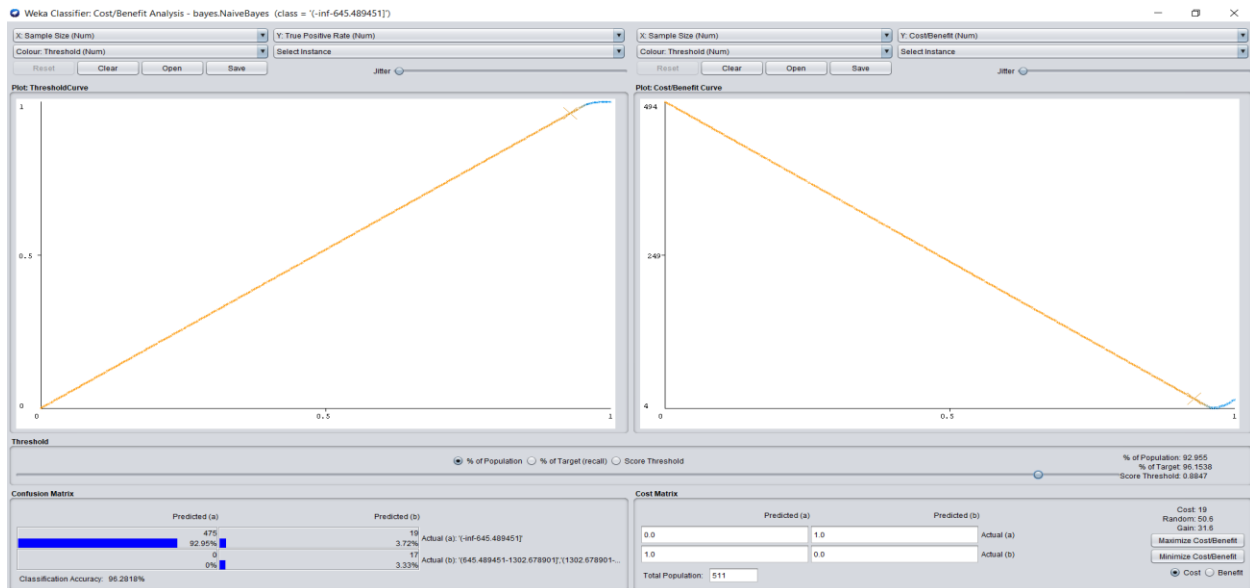 Weka Classifier: Cost/Benefit Analysis - bayes.NaiveBayes (class = '(-inf-645.489451]')
X: Sample Size (Num) Y: True Positive Rate (Num) X: Sample Size (Num) Y: Cost/Benefit (Num)
Colour: Threshold (Num) Select Instance Colour: Threshold (Num) Select Instance
Reset Clear Open Save Jitter Reset Clear Open Save Jitter
Plot: ThresholdCurve Plot: Cost/Benefit Curve
1 494
0.5 249
0 4
0 0.5 1 0 0.5 1
Threshold
% of Population % of Target (recall) Score Threshold
% of Population: 92.955
% of Target: 96.1538
Score Threshold: 0.8847
Confusion Matrix Cost Matrix
Predicted (a) Predicted (b) Predicted (a) Predicted (b)
475 19
92.95% 3.72% Actual (a): '(-inf-645.489451]'
0 17
0% 3.33% Actual (b): '(645.489451-1302.678901]','(1302.678901-...
Classification Accuracy: 96.2818%
0.0 1.0 Actual (a)
1.0 0.0 Actual (b)
Total Population: 511
Cost: 19
Random: 50.6
Gain: 31.6
Maximize Cost/Benefit
Minimize Cost/Benefit
Cost Benefit